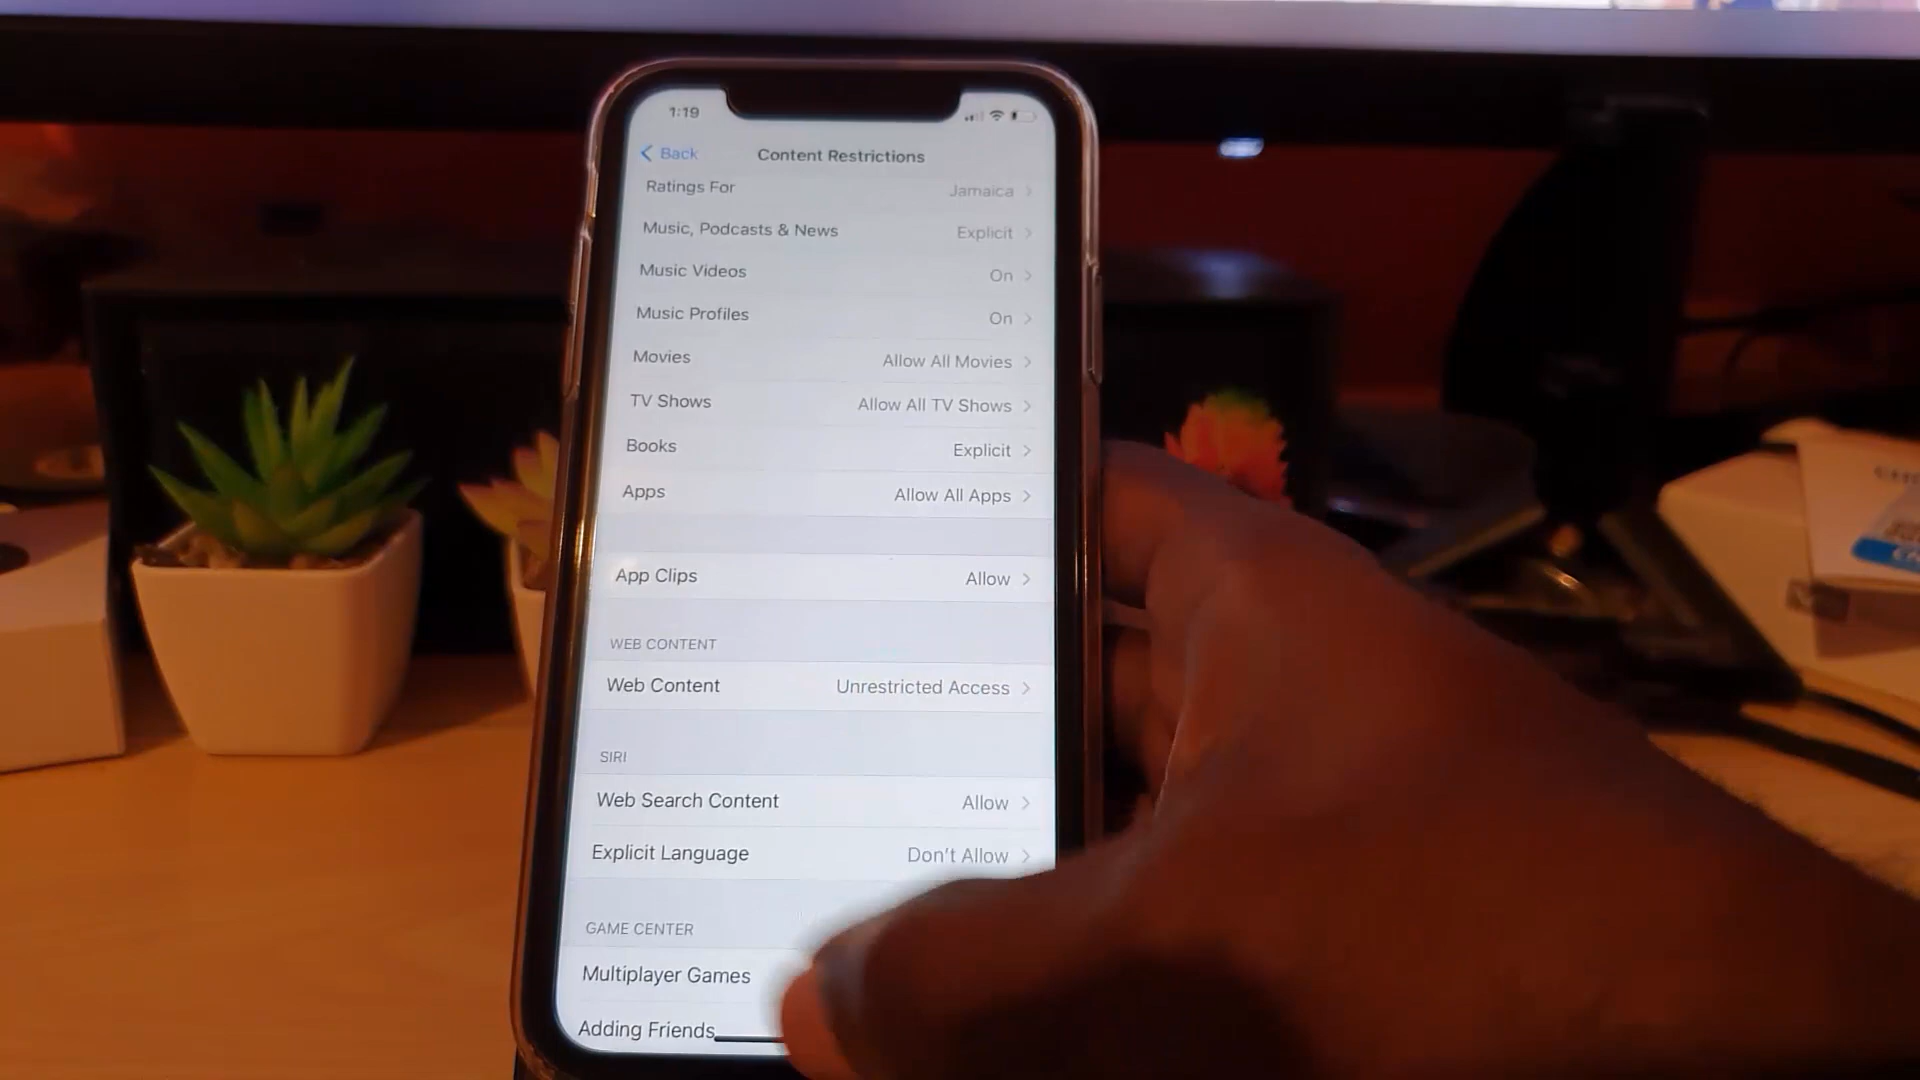 1:19
Back Content Restrictions
Ratings For Jamaica
Music, Podcasts & News Explicit
Music Videos On
Music Profiles On
Movies Allow All Movies
TV Shows Allow All TV Shows
Books Explicit
Apps Allow All Apps
App Clips Allow
WEB CONTENT
Web Content Unrestricted Access
SIRI
Web Search Content Allow
Explicit Language Don't Allow
GAME CENTER
Multiplayer Games
Adding Friends